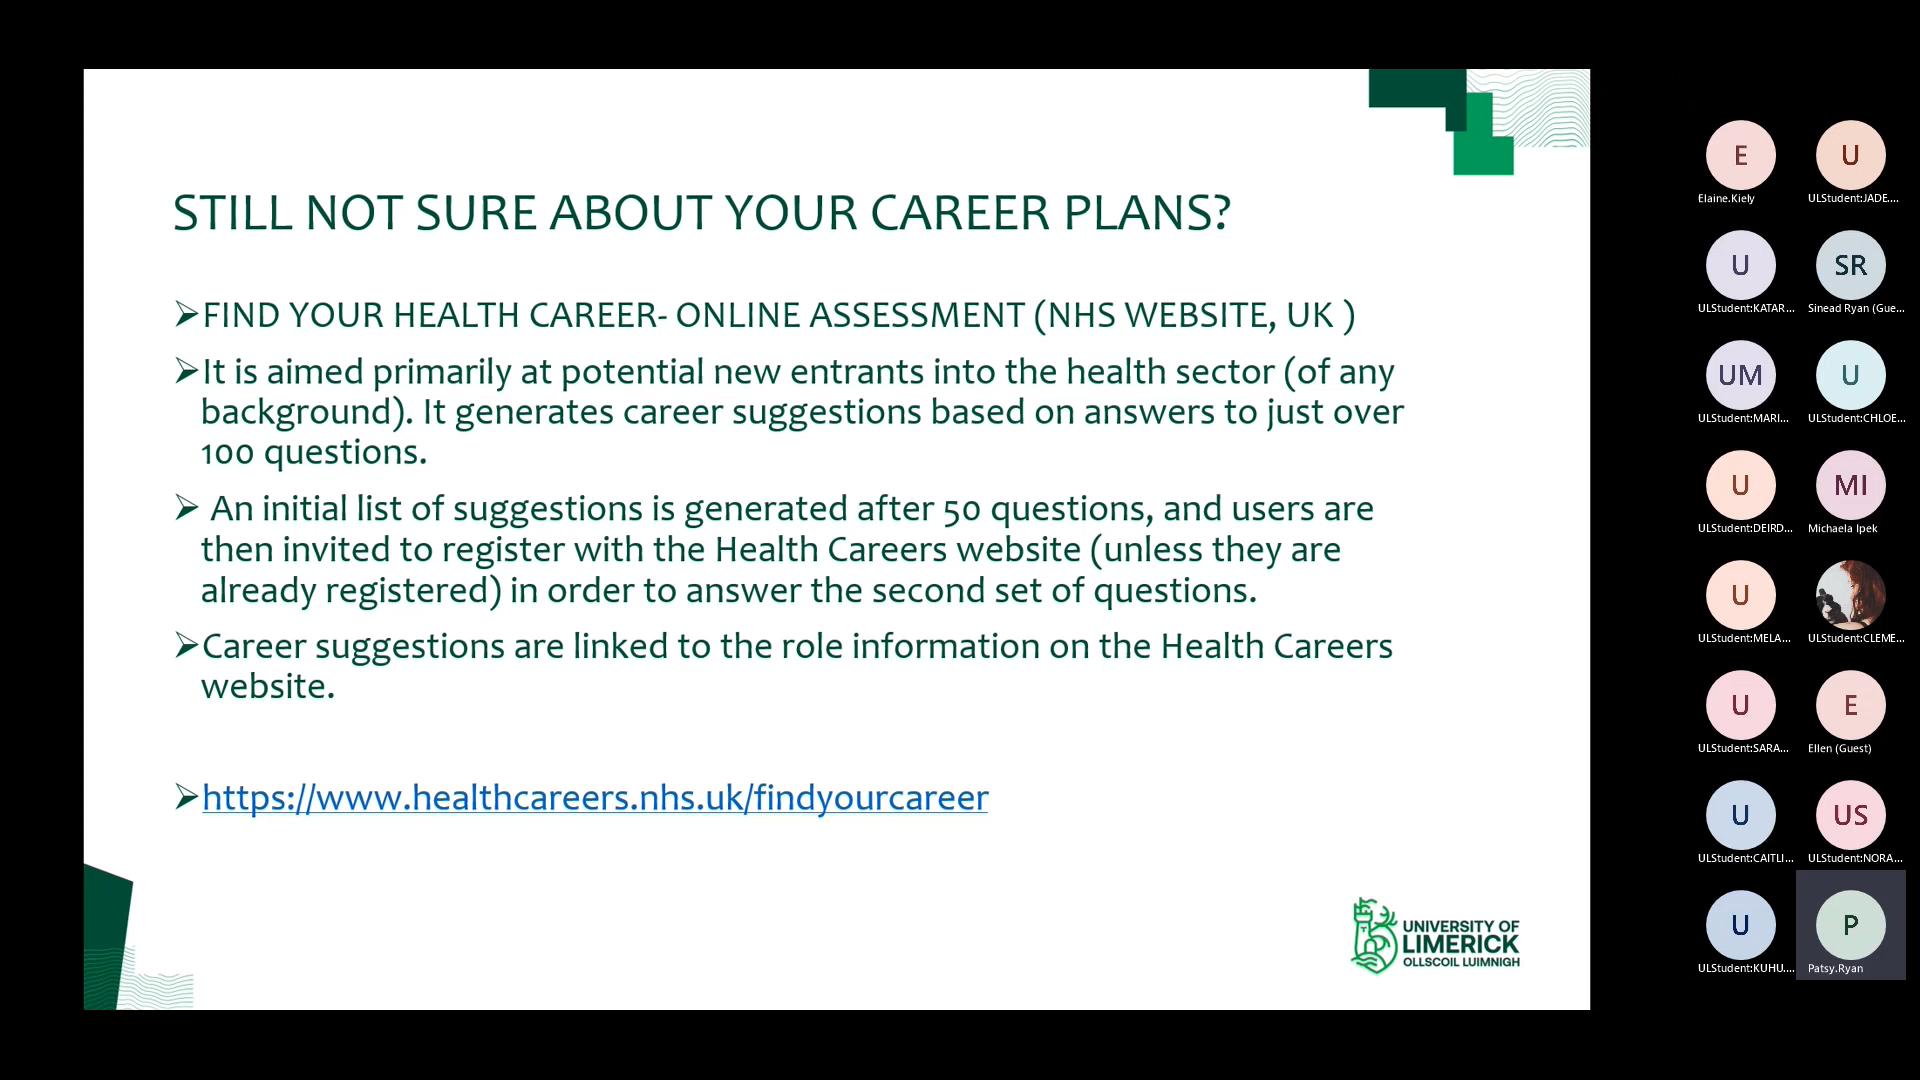 STILL NOT SURE ABOUT YOUR CAREER PLANS?
FIND YOUR HEALTH CAREER- ONLINE ASSESSMENT (NHS WEBSITE, UK )
It is aimed primarily at potential new entrants into the health sector (of any
background). It generates career suggestions based on answers to just over
100 questions.
An initial list of suggestions is generated after 50 questions, and users are
then invited to register with the Health Careers website (unless they are
already registered) in order to answer the second set of questions.
Career suggestions are linked to the role information on the Health Careers
website.
https://www.healthcareers.nhs.uk/findyourcareer
UNIVERSITY OF
LIMERICK
OLLSCOIL LUIMNIGH
E
Elaine.Kiely
U
ULStudent:JADE....
U
ULStudent:KATAR...
SR
Sinead Ryan (Gue...
UM
ULStudent:MARI...
U
ULStudent:CHLOE...
U
ULStudent:DEIRD...
MI
Michaela Ipek
U
ULStudent:MELA...
ULStudent:CLEME...
U
ULStudent:SARA...
E
Ellen (Guest)
U
ULStudent:CAITLI...
US
ULStudent:NORA...
U
ULStudent:KUHU....
P
Patsy.Ryan